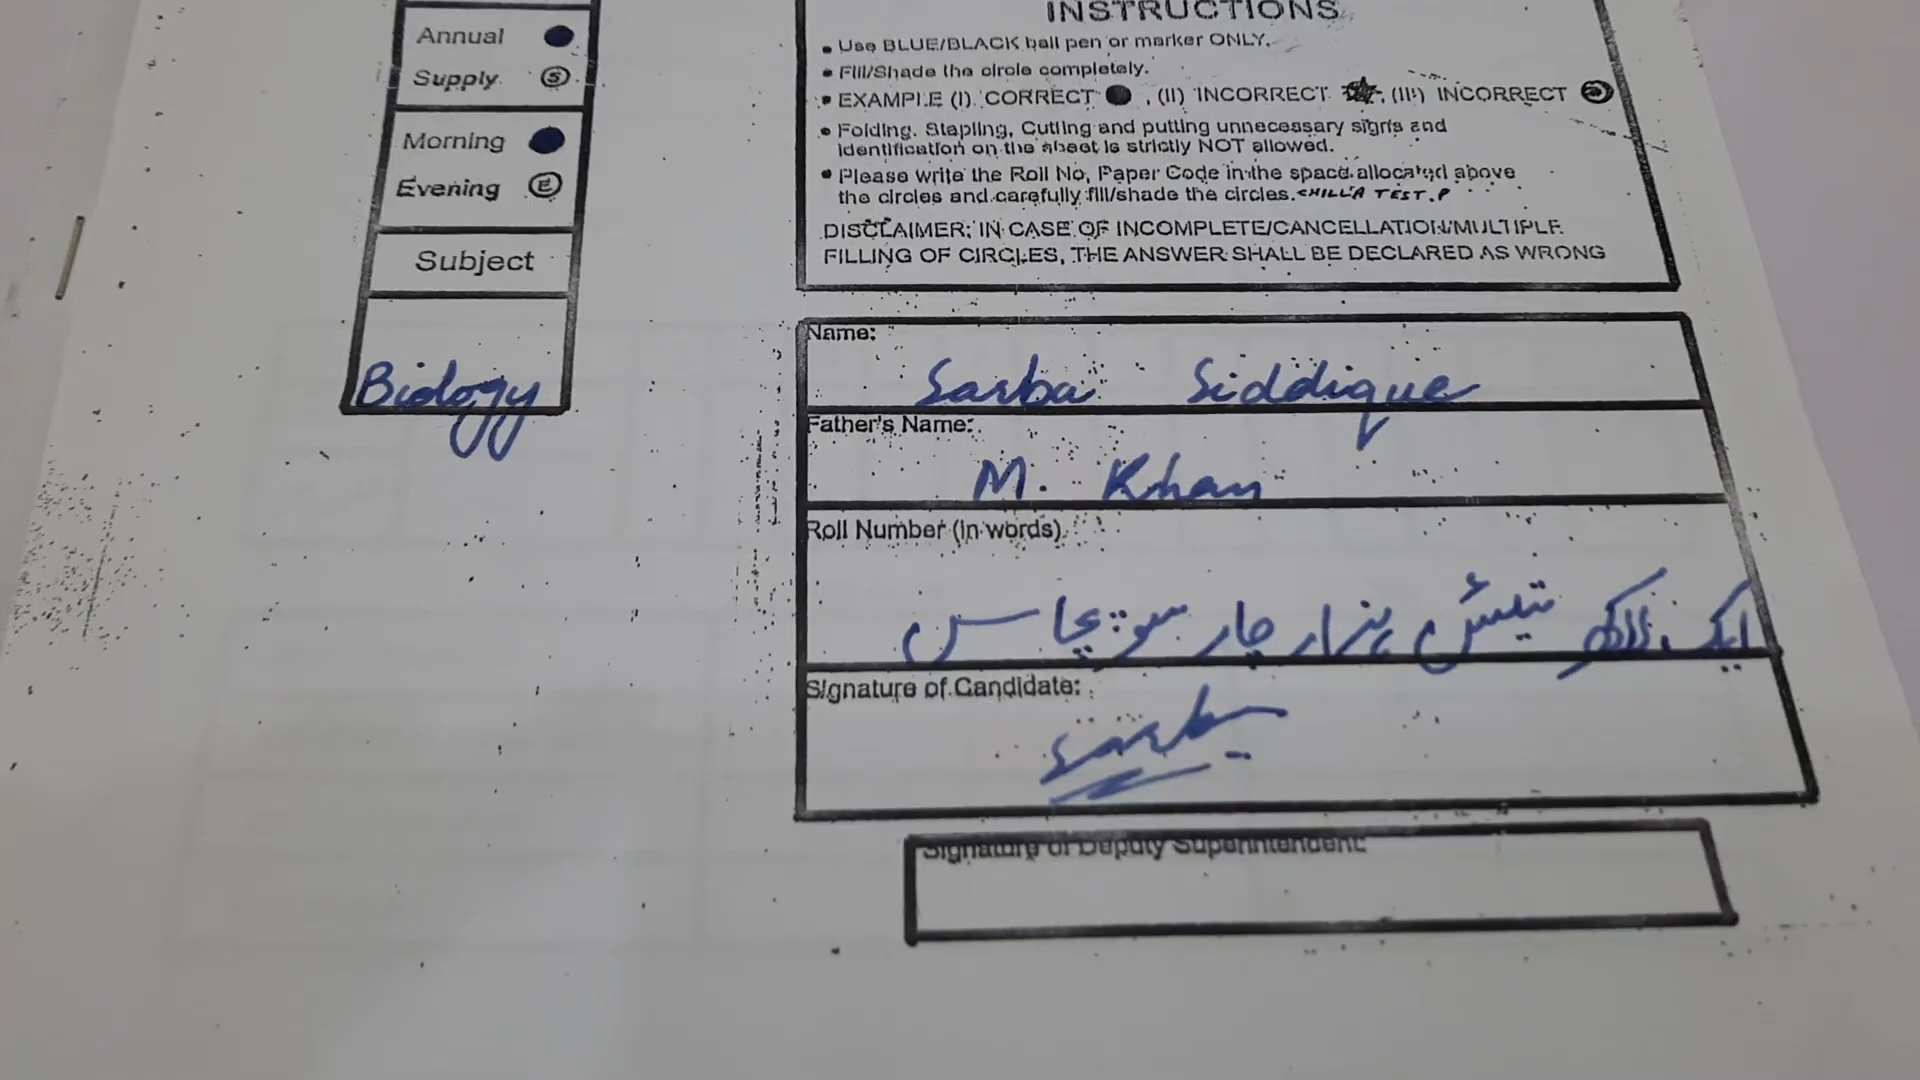 Annual
Supply (S)
Morning
Evening (E)
Subject
Biology
INSTRUCTIONS
• Use BLUE/BLACK ball pen or marker ONLY.
• Fill/Shade the circle completely.
• EXAMPLE (I). CORRECT , (II) INCORRECT , (III) INCORRECT
• Folding, Stapling, Cutting and putting unnecessary signs and
identification on the sheet is strictly NOT allowed.
• Please write the Roll No, Paper Code in the space allocated above
the circles and carefully fill/shade the circles. CHILLA TEST.P
DISCLAIMER: IN CASE OF INCOMPLETE/CANCELLATION/MULTIPLE
FILLING OF CIRCLES, THE ANSWER SHALL BE DECLARED AS WRONG
Name:
Sarba Siddique
Father's Name:
M. Khan
Roll Number (in words)
ایک لاکھ تئیس ہزار چار سو پچاس
Signature of Candidate:
Sarba
Signature of Deputy Superintendent: